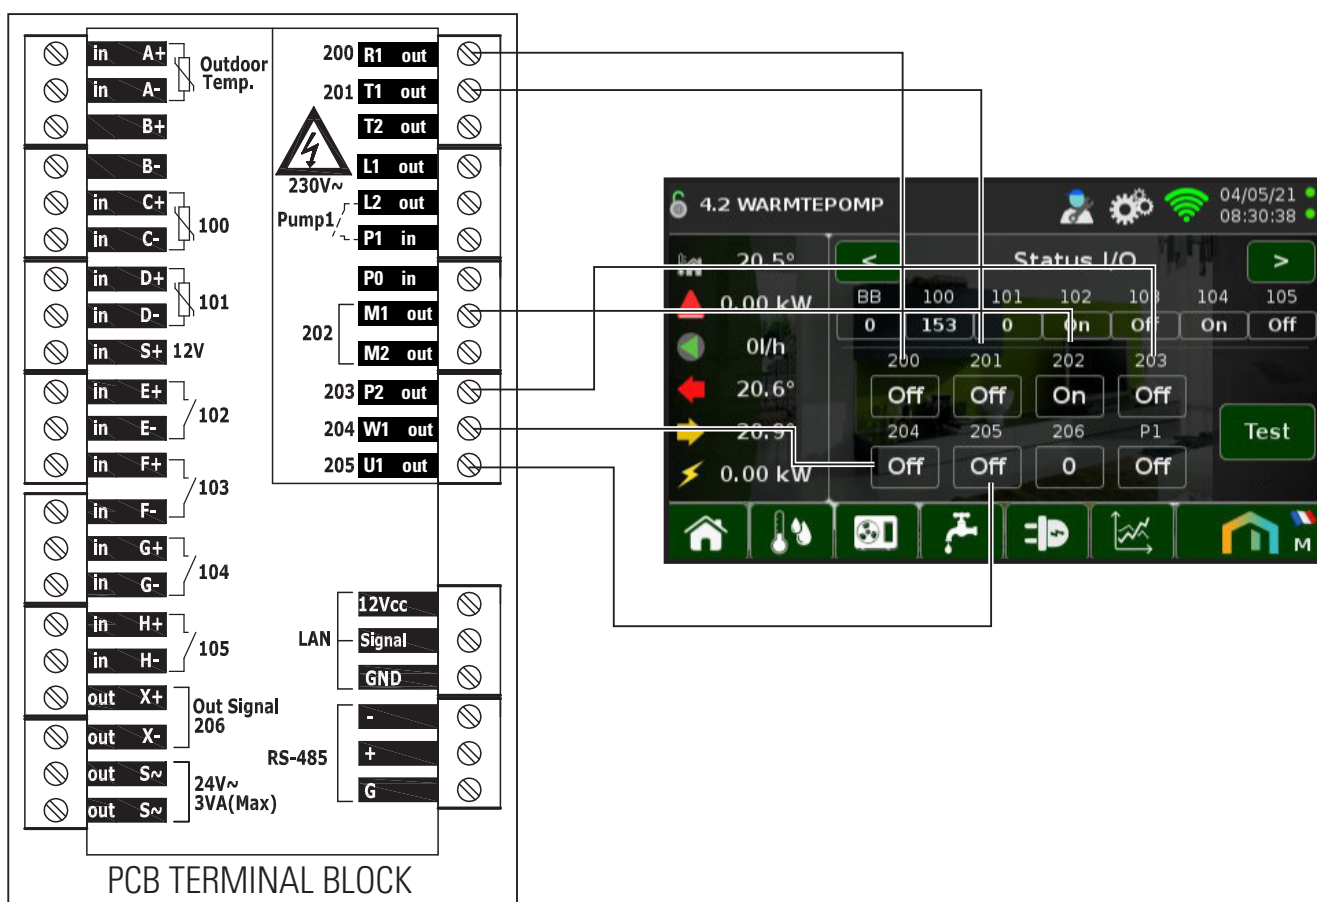 in A+
in A-
Outdoor
Temp.
B+
B-
in C+
in C-
100
in D+
in D-
101
in S+ 12V
in E+
in E-
102
in F+
in F-
103
in G+
in G-
104
in H+
in H-
105
out X+
out X-
Out Signal
206
out S~
out S~
24V~
3VA(Max)
200 R1 out
201 T1 out
T2 out
230V~
L1 out
L2 out
Pump1
P1 in
P0 in
M1 out
202
M2 out
203 P2 out
204 W1 out
205 U1 out
LAN
12Vcc
Signal
GND
RS-485
-
+
G
PCB TERMINAL BLOCK
4.2 WARMTEPOMP
04/05/21
08:30:38
20.5°
0.00 kW
0l/h
20.6°
20.9°
0.00 kW
< Status I/O >
BB 100 101 102 103 104 105
0 153 0 On Off On Off
200 201 202 203
Off Off On Off
204 205 206 P1
Off Off 0 Off
Test
M